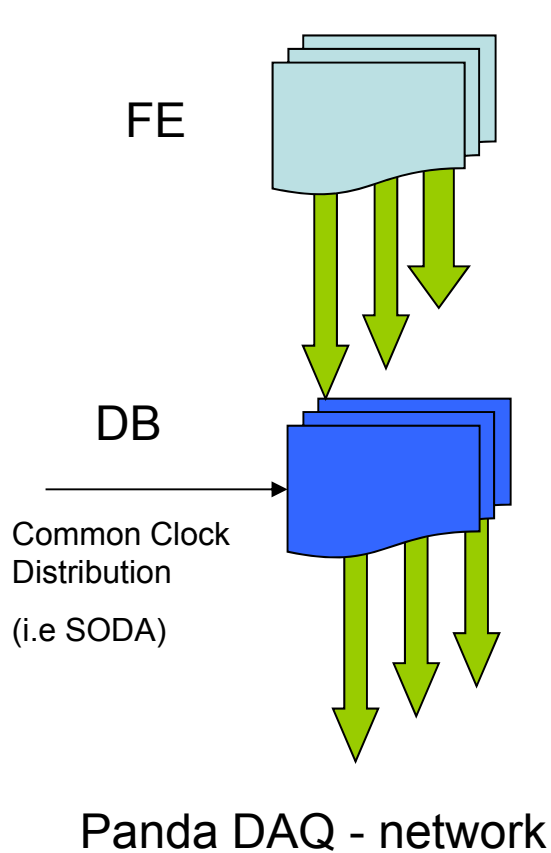 FE
DB
Common Clock
Distribution
(i.e SODA)
Panda DAQ - network